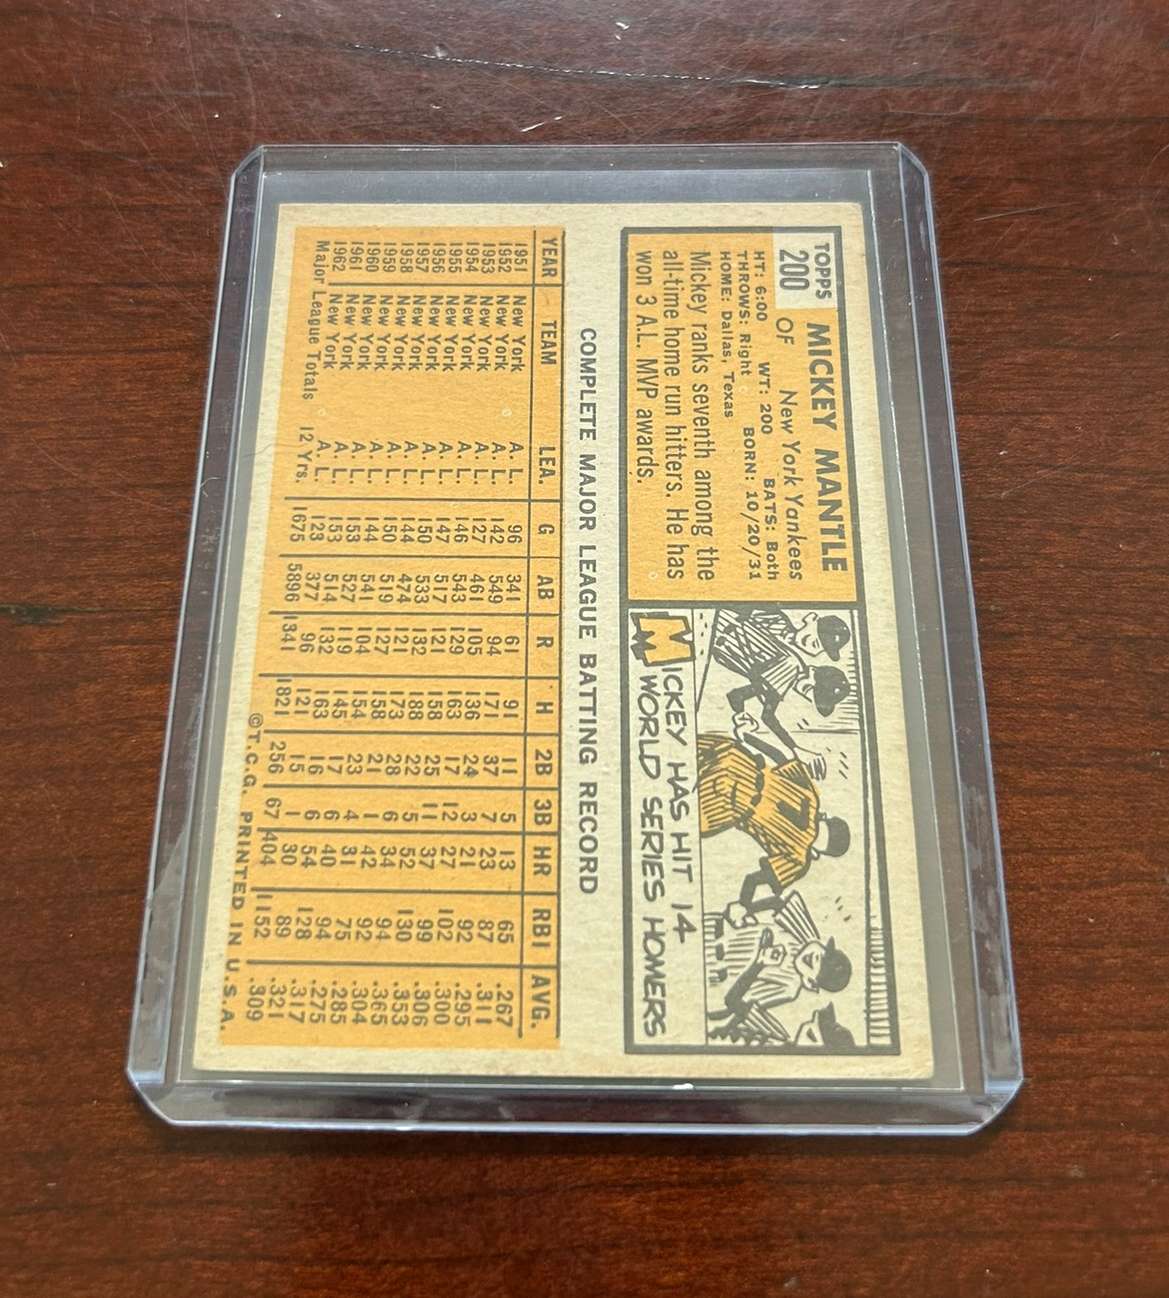 TOPPS
200
MICKEY MANTLE
OF New York Yankees
HT: 6:00 WT: 200 BATS: Both
THROWS: Right BORN: 10/20/31
HOME: Dallas, Texas
Mickey ranks seventh among the
all-time home run hitters. He has
won 3 A.L. MVP awards.
7
MICKEY HAS HIT 14
WORLD SERIES HOMERS
COMPLETE MAJOR LEAGUE BATTING RECORD
YEAR TEAM LEA. G AB R H 2B 3B HR RBI AVG.
1951 New York A. L. 96 341 61 91 11 5 13 65 .267
1952 New York A. L. 142 549 94 171 37 7 23 87 .311
1953 New York A. L. 127 461 105 136 24 3 21 92 .295
1954 New York A. L. 146 543 129 163 17 12 27 102 .300
1955 New York A. L. 147 517 121 158 25 11 37 99 .306
1956 New York A. L. 150 533 132 188 22 5 52 130 .353
1957 New York A. L. 144 474 121 173 28 6 34 94 .365
1958 New York A. L. 150 519 127 158 21 1 42 97 .304
1959 New York A. L. 144 541 104 154 23 4 31 75 .285
1960 New York A. L. 153 527 119 145 17 6 40 94 .275
1961 New York A. L. 153 514 132 163 16 6 54 128 .317
1962 New York A. L. 123 377 96 121 15 1 30 89 .321
Major League Totals 12 Yrs. 1675 5896 1341 1821 256 67 404 1152 .309
©T.C.G. PRINTED IN U.S.A.